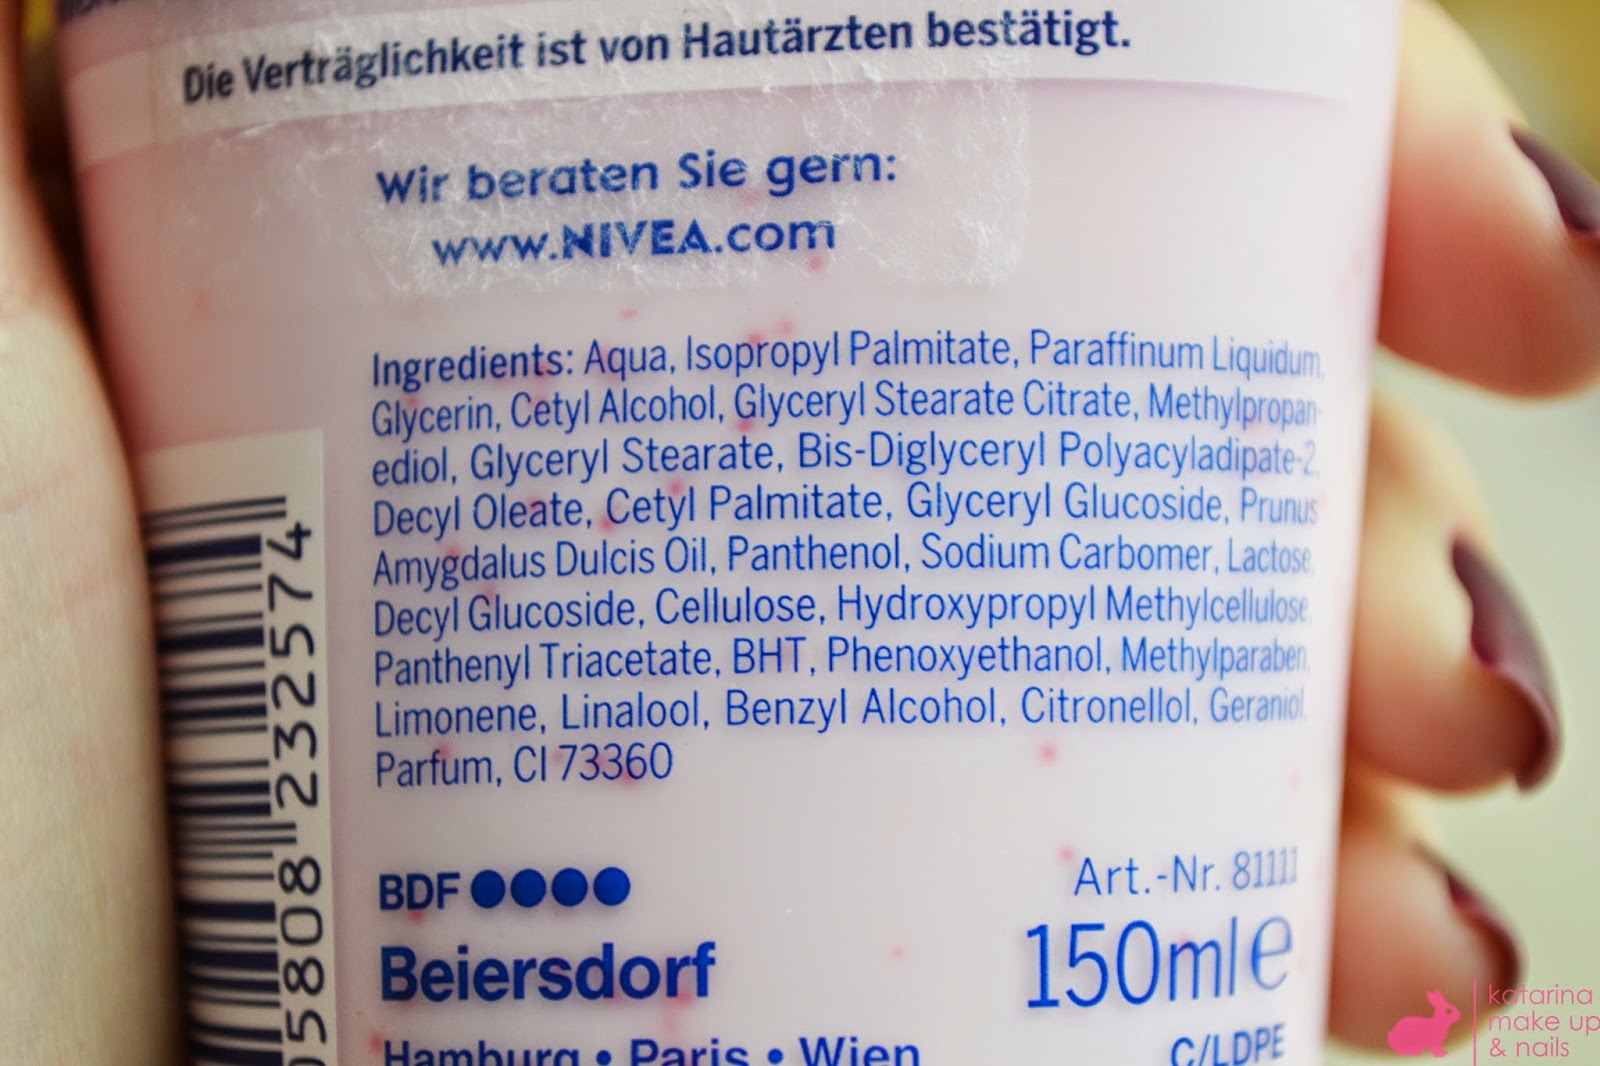 Die Verträglichkeit ist von Hautärzten bestätigt.
Wir beraten Sie gern:
www.NIVEA.com
Ingredients: Aqua, Isopropyl Palmitate, Paraffinum Liquidum,
Glycerin, Cetyl Alcohol, Glyceryl Stearate Citrate, Methylpropan-
ediol, Glyceryl Stearate, Bis-Diglyceryl Polyacyladipate-2,
Decyl Oleate, Cetyl Palmitate, Glyceryl Glucoside, Prunus
Amygdalus Dulcis Oil, Panthenol, Sodium Carbomer, Lactose,
Decyl Glucoside, Cellulose, Hydroxypropyl Methylcellulose,
Panthenyl Triacetate, BHT, Phenoxyethanol, Methylparaben,
Limonene, Linalool, Benzyl Alcohol, Citronellol, Geraniol,
Parfum, CI 73360
BDF ●●●●
Beiersdorf
Hamburg • Paris • Wien
Art.-Nr. 81111
150ml e
C/LDPE
05808 232574
katarina
make up
& nails